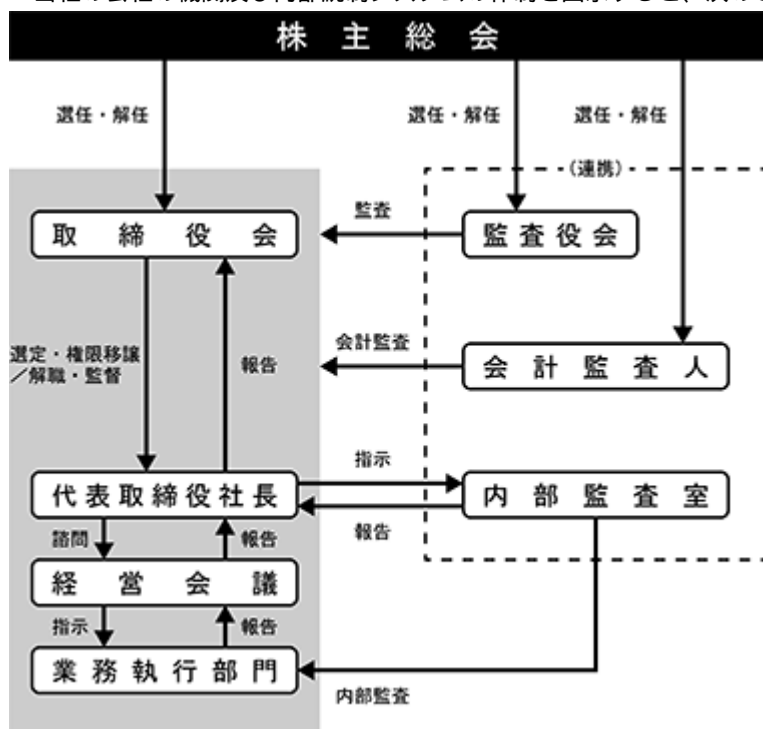 株主総会
選任・解任
選任・解任
選任・解任
(連携)
取締役会
監査
監査役会
選定・権限移譲
／解職・監督
報告
会計監査
会計監査人
代表取締役社長
指示
報告
内部監査室
諮問
報告
経営会議
指示
報告
業務執行部門
内部監査